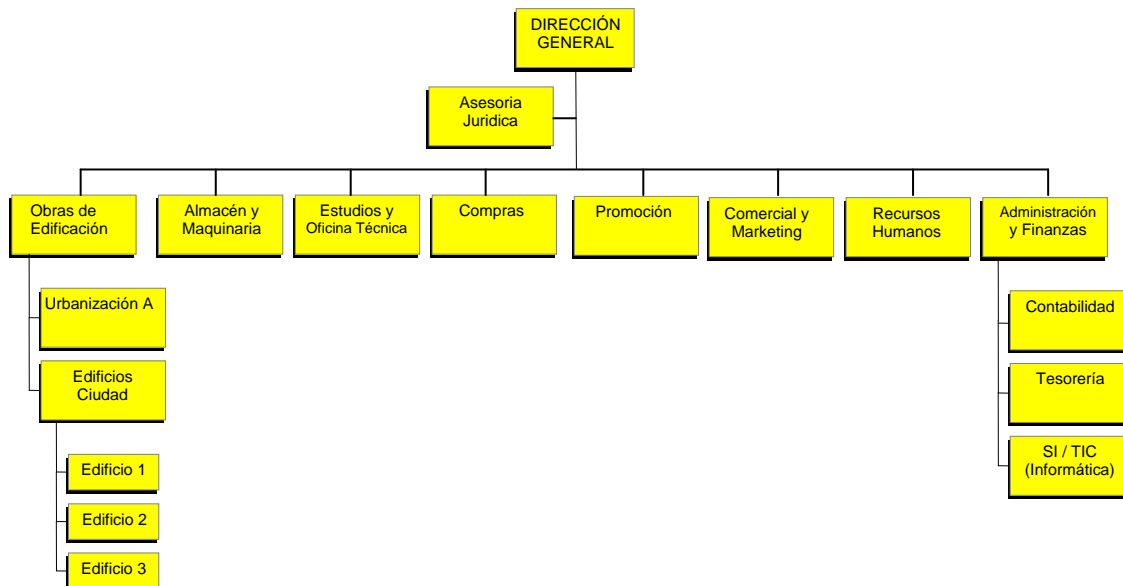 DIRECCIÓN
GENERAL
Asesoria
Juridica
Obras de
Edificación
Almacén y
Maquinaria
Estudios y
Oficina Técnica
Compras
Promoción
Comercial y
Marketing
Recursos
Humanos
Administración
y Finanzas
Urbanización A
Edificios
Ciudad
Edificio 1
Edificio 2
Edificio 3
Contabilidad
Tesorería
SI / TIC
(Informática)